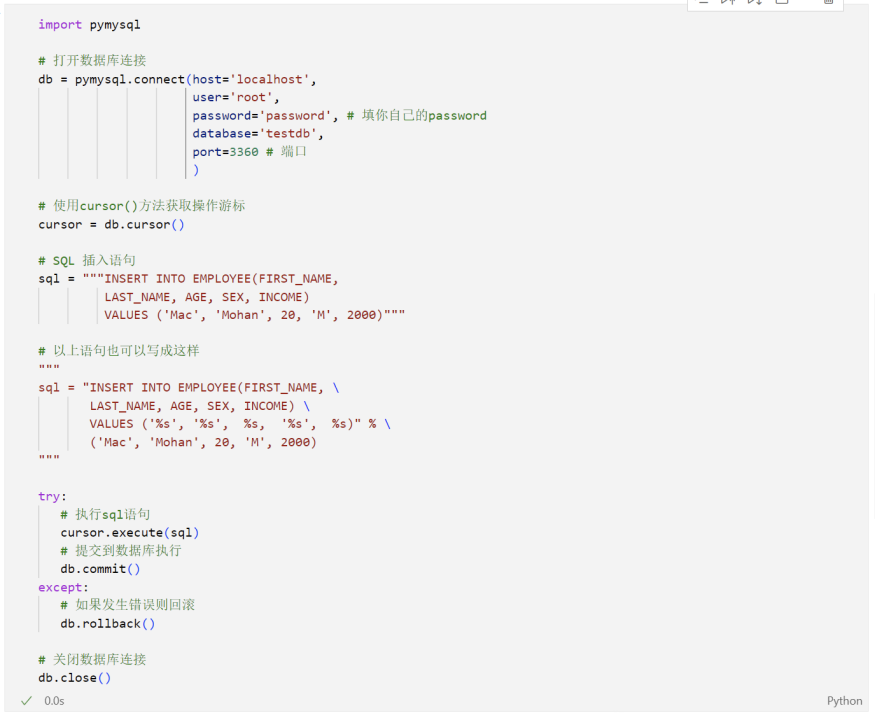 import pymysql

# 打开数据库连接
db = pymysql.connect(host='localhost',
                     user='root',
                     password='password', # 填你自己的password
                     database='testdb',
                     port=3360 # 端口
                     )

# 使用cursor()方法获取操作游标
cursor = db.cursor()

# SQL 插入语句
sql = """INSERT INTO EMPLOYEE(FIRST_NAME,
         LAST_NAME, AGE, SEX, INCOME)
         VALUES ('Mac', 'Mohan', 20, 'M', 2000)"""

# 以上语句也可以写成这样
"""
sql = "INSERT INTO EMPLOYEE(FIRST_NAME, \
       LAST_NAME, AGE, SEX, INCOME) \
       VALUES ('%s', '%s',  %s,  '%s',  %s)" % \
       ('Mac', 'Mohan', 20, 'M', 2000)
"""

try:
   # 执行sql语句
   cursor.execute(sql)
   # 提交到数据库执行
   db.commit()
except:
   # 如果发生错误则回滚
   db.rollback()

# 关闭数据库连接
db.close()
0.0s
Python